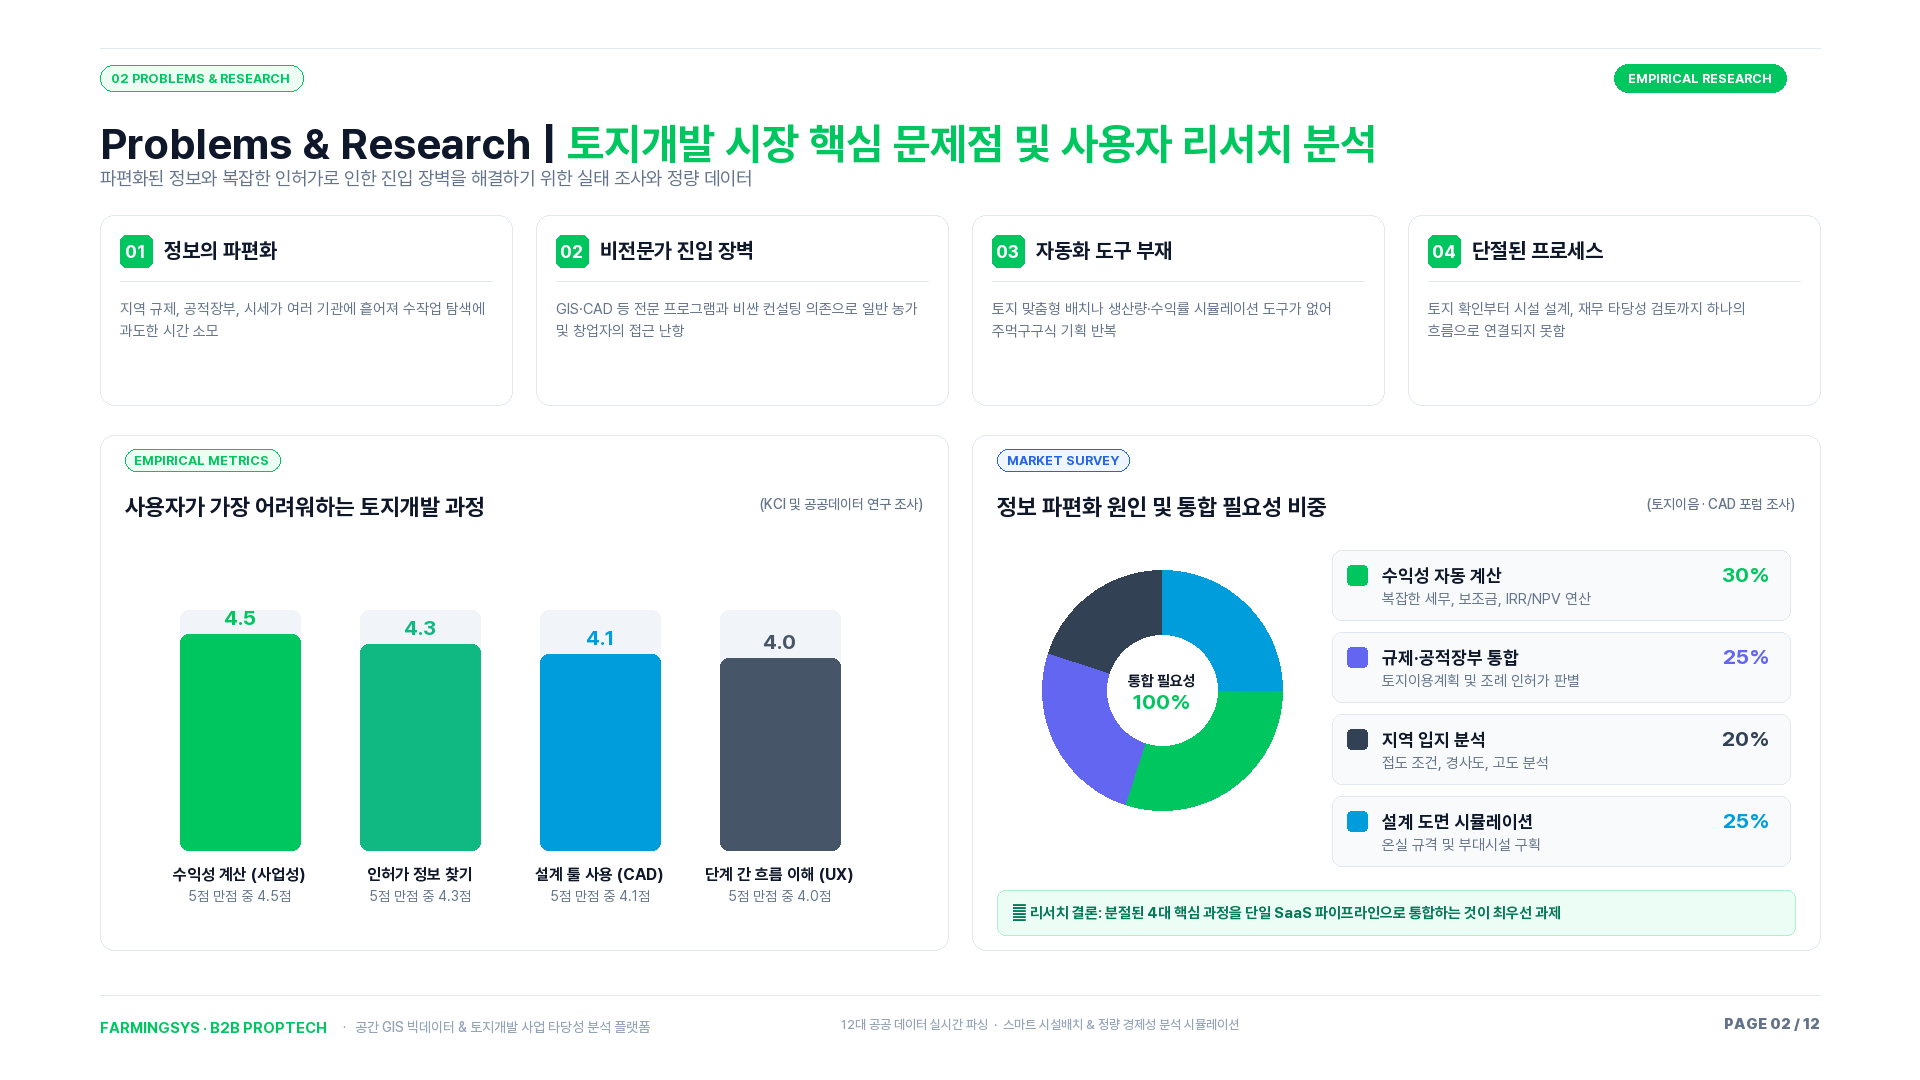 02 PROBLEMS & RESEARCH
EMPIRICAL RESEARCH
Problems & Research | 토지개발 시장 핵심 문제점 및 사용자 리서치 분석
파편화된 정보와 복잡한 인허가로 인한 진입 장벽을 해결하기 위한 실태 조사와 정량 데이터
01 정보의 파편화
지역 규제, 공적장부, 시세가 여러 기관에 흩어져 수작업 탐색에
과도한 시간 소모
02 비전문가 진입 장벽
GIS·CAD 등 전문 프로그램과 비싼 컨설팅 의존으로 일반 농가
및 창업자의 접근 난항
03 자동화 도구 부재
토지 맞춤형 배치나 생산량·수익률 시뮬레이션 도구가 없어
주먹구구식 기획 반복
04 단절된 프로세스
토지 확인부터 시설 설계, 재무 타당성 검토까지 하나의
흐름으로 연결되지 못함
EMPIRICAL METRICS
사용자가 가장 어려워하는 토지개발 과정
(KCI 및 공공데이터 연구 조사)
4.5
4.3
4.1
4.0
수익성 계산 (사업성)
5점 만점 중 4.5점
인허가 정보 찾기
5점 만점 중 4.3점
설계 툴 사용 (CAD)
5점 만점 중 4.1점
단계 간 흐름 이해 (UX)
5점 만점 중 4.0점
MARKET SURVEY
정보 파편화 원인 및 통합 필요성 비중
(토지이음 · CAD 포럼 조사)
통합 필요성
100%
수익성 자동 계산
30%
복잡한 세무, 보조금, IRR/NPV 연산
규제·공적장부 통합
25%
토지이용계획 및 조례 인허가 판별
지역 입지 분석
20%
접도 조건, 경사도, 고도 분석
설계 도면 시뮬레이션
25%
온실 규격 및 부대시설 구획
리서치 결론: 분절된 4대 핵심 과정을 단일 SaaS 파이프라인으로 통합하는 것이 최우선 과제
FARMINGSYS · B2B PROPTECH · 공간 GIS 빅데이터 & 토지개발 사업 타당성 분석 플랫폼
12대 공공 데이터 실시간 파싱 · 스마트 시설배치 & 정량 경제성 분석 시뮬레이션
PAGE 02 / 12